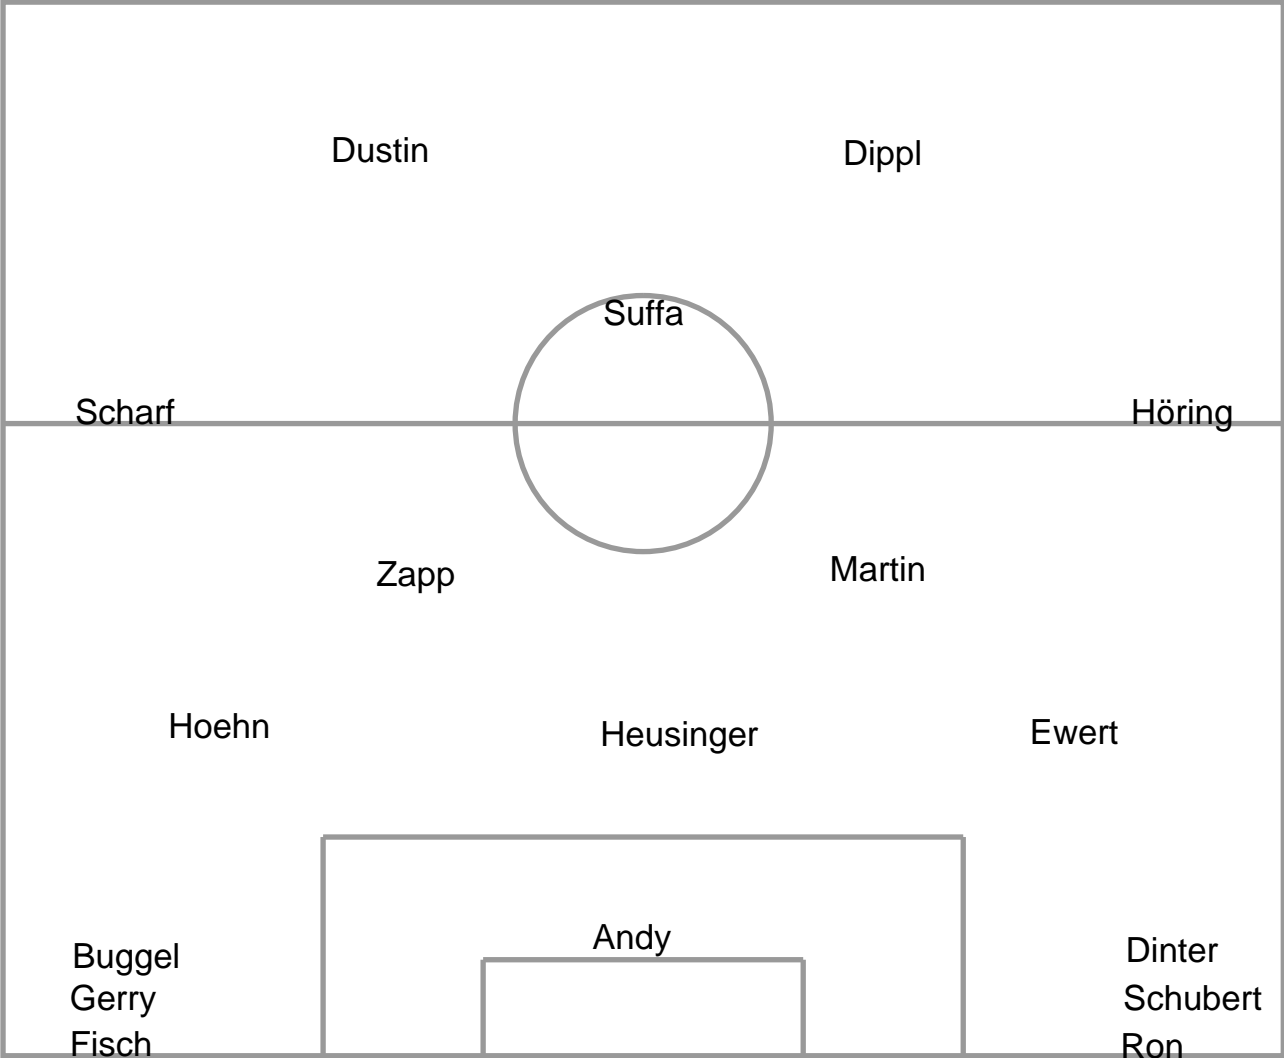 Dustin
Dippl
Suffa
Scharf
Höring
Zapp
Martin
Hoehn
Heusinger
Ewert
Andy
Buggel
Gerry
Fisch
Dinter
Schubert
Ron